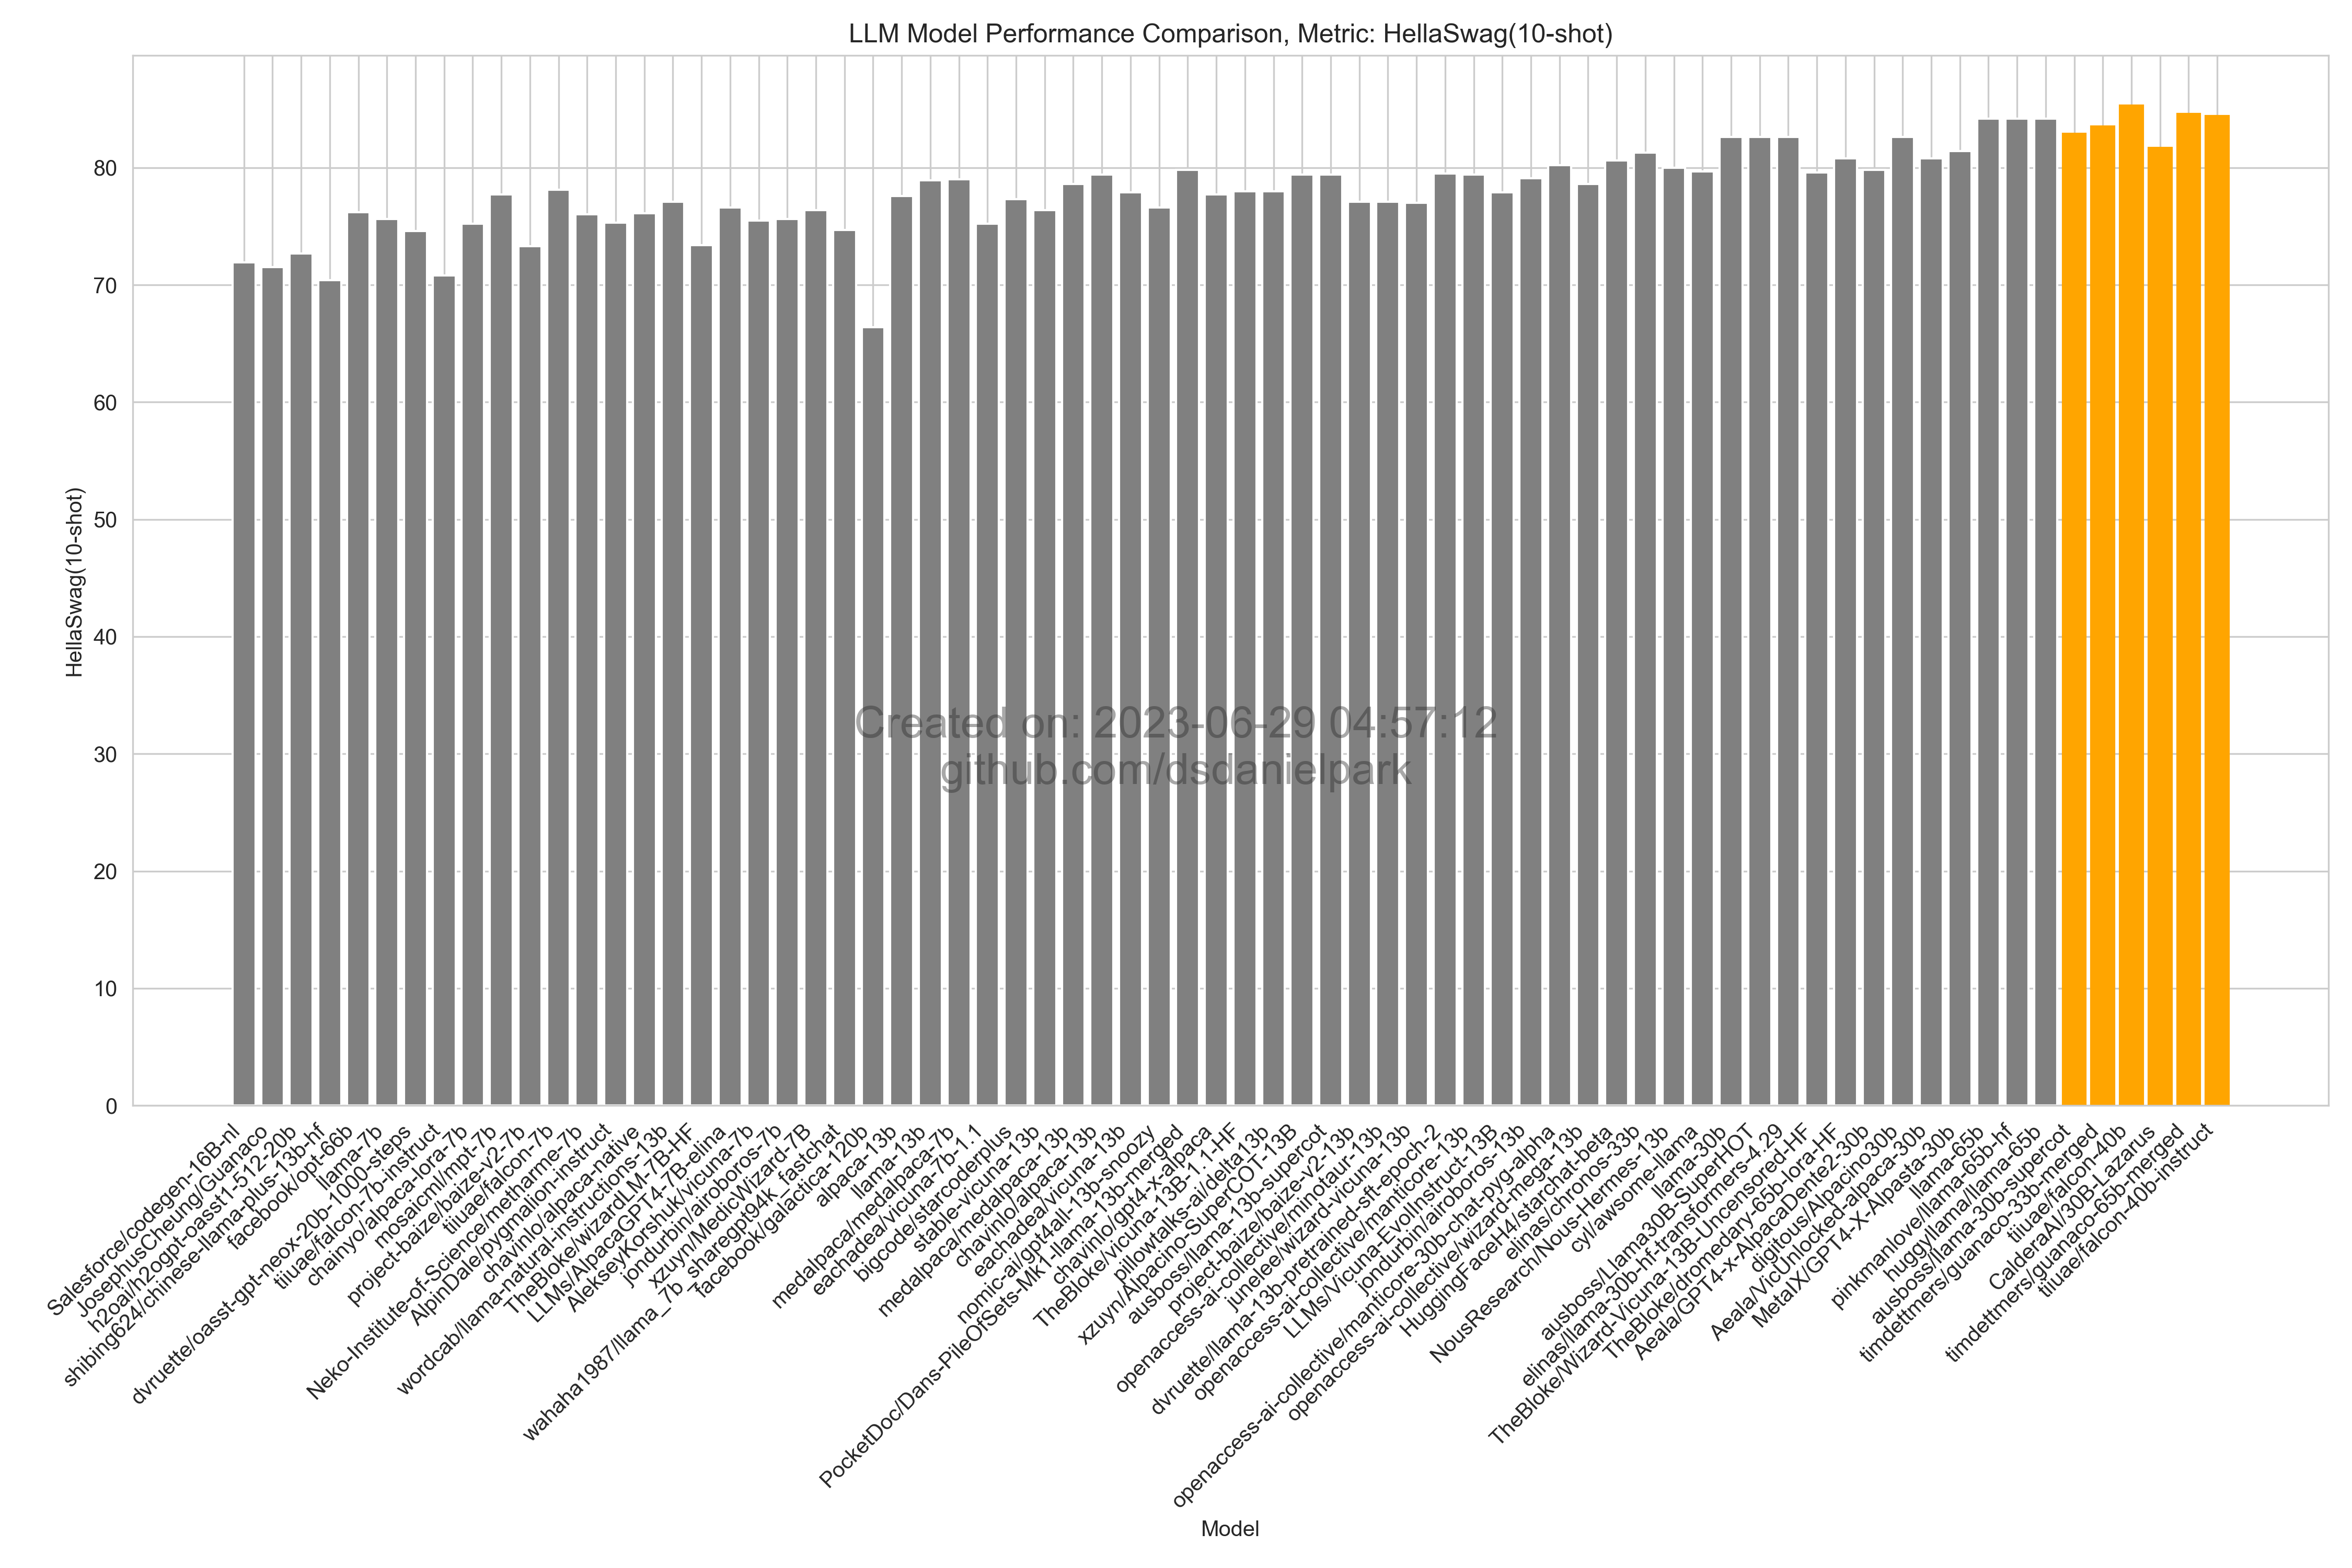 LLM Model Performance Comparison, Metric: HellaSwag(10-shot)
HellaSwag(10-shot)
80
70
60
50
40
30
20
10
0
Created on: 2023-06-29 04:57:12
github.com/dsdanielpark
Salesforce/codegen-16B-nl
JosephusCheung/Guanaco
h2oai/h2ogpt-oasst1-512-20b
shibing624/chinese-llama-plus-13b-hf
facebook/opt-66b
llama-7b
dvruette/oasst-gpt-neox-20b-1000-steps
tiiuae/falcon-7b-instruct
chainyo/alpaca-lora-7b
mosaicml/mpt-7b
project-baize/baize-v2-7b
tiiuae/falcon-7b
Neko-Institute-of-Science/metharme-7b
AlpinDale/pygmalion-instruct
chavinlo/alpaca-native
wordcab/llama-natural-instructions-13b
TheBloke/wizardLM-7B-HF
LLMs/AlpacaGPT4-7B-elina
AlekseyKorshuk/vicuna-7b
jondurbin/airoboros-7b
xzuyn/MedicWizard-7B
wahaha1987/llama_7b_sharegpt94k_fastchat
facebook/galactica-120b
alpaca-13b
llama-13b
medalpaca/medalpaca-7b
eachadea/vicuna-7b-1.1
bigcode/starcoderplus
stable-vicuna-13b
medalpaca/medalpaca-13b
chavinlo/alpaca-13b
eachadea/vicuna-13b
nomic-ai/gpt4all-13b-snoozy
PocketDoc/Dans-PileOfSets-Mk1-llama-13b-merged
chavinlo/gpt4-x-alpaca
TheBloke/vicuna-13B-1.1-HF
pillowtalks-ai/delta13b
xzuyn/Alpacino-SuperCOT-13B
ausboss/llama-13b-supercot
project-baize/baize-v2-13b
openaccess-ai-collective/minotaur-13b
junelee/wizard-vicuna-13b
dvruette/llama-13b-pretrained-sft-epoch-2
openaccess-ai-collective/manticore-13b
LLMs/Vicuna-EvolInstruct-13B
jondurbin/airoboros-13b
openaccess-ai-collective/manticore-30b-chat-pyg-alpha
openaccess-ai-collective/wizard-mega-13b
HuggingFaceH4/starchat-beta
elinas/chronos-33b
NousResearch/Nous-Hermes-13b
cyl/awsome-llama
llama-30b
ausboss/Llama30B-SuperHOT
elinas/llama-30b-hf-transformers-4.29
TheBloke/Wizard-Vicuna-13B-Uncensored-HF
TheBloke/dromedary-65b-lora-HF
Aeala/GPT4-x-AlpacaDente2-30b
digitous/Alpacino30b
Aeala/VicUnlocked-alpaca-30b
MetaIX/GPT4-X-Alpasta-30b
llama-65b
pinkmanlove/llama-65b-hf
huggyllama/llama-65b
ausboss/llama-30b-supercot
timdettmers/guanaco-33b-merged
tiiuae/falcon-40b
CalderaAI/30B-Lazarus
timdettmers/guanaco-65b-merged
tiiuae/falcon-40b-instruct
Model